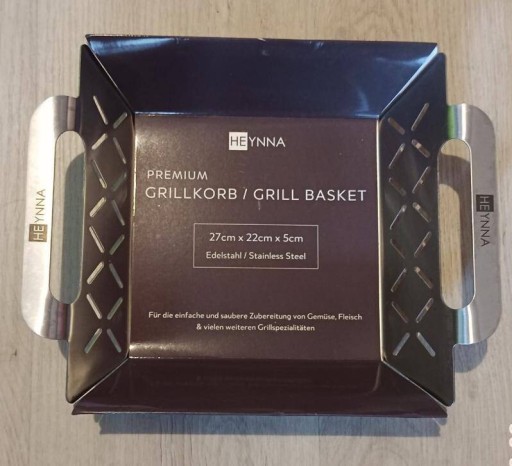 HEYNNA
PREMIUM
GRILLKORB / GRILL BASKET
27cm x 22cm x 5cm
Edelstahl / Stainless Steel
Für die einfache und saubere Zubereitung von Gemüse, Fleisch
& vielen weiteren Grillspezialitäten
HEYNNA
HEYNNA